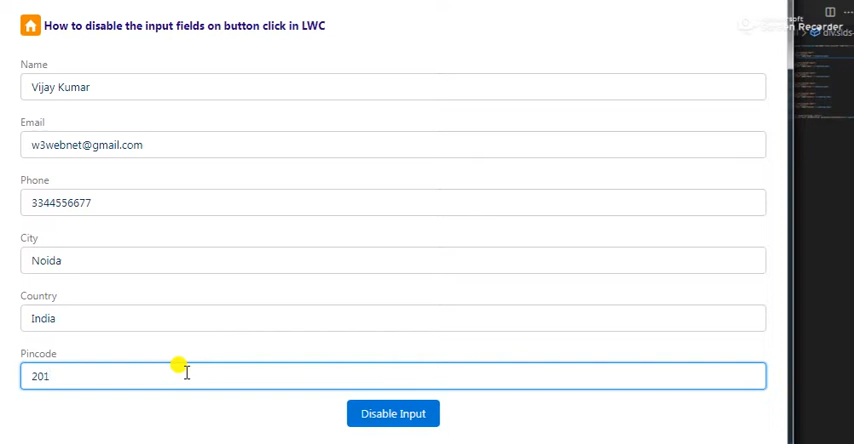 How to disable the input fields on button click in LWC
Name
Vijay Kumar
Email
w3webnet@gmail.com
Phone
3344556677
City
Noida
Country
India
Pincode
201
Disable Input
Recorder